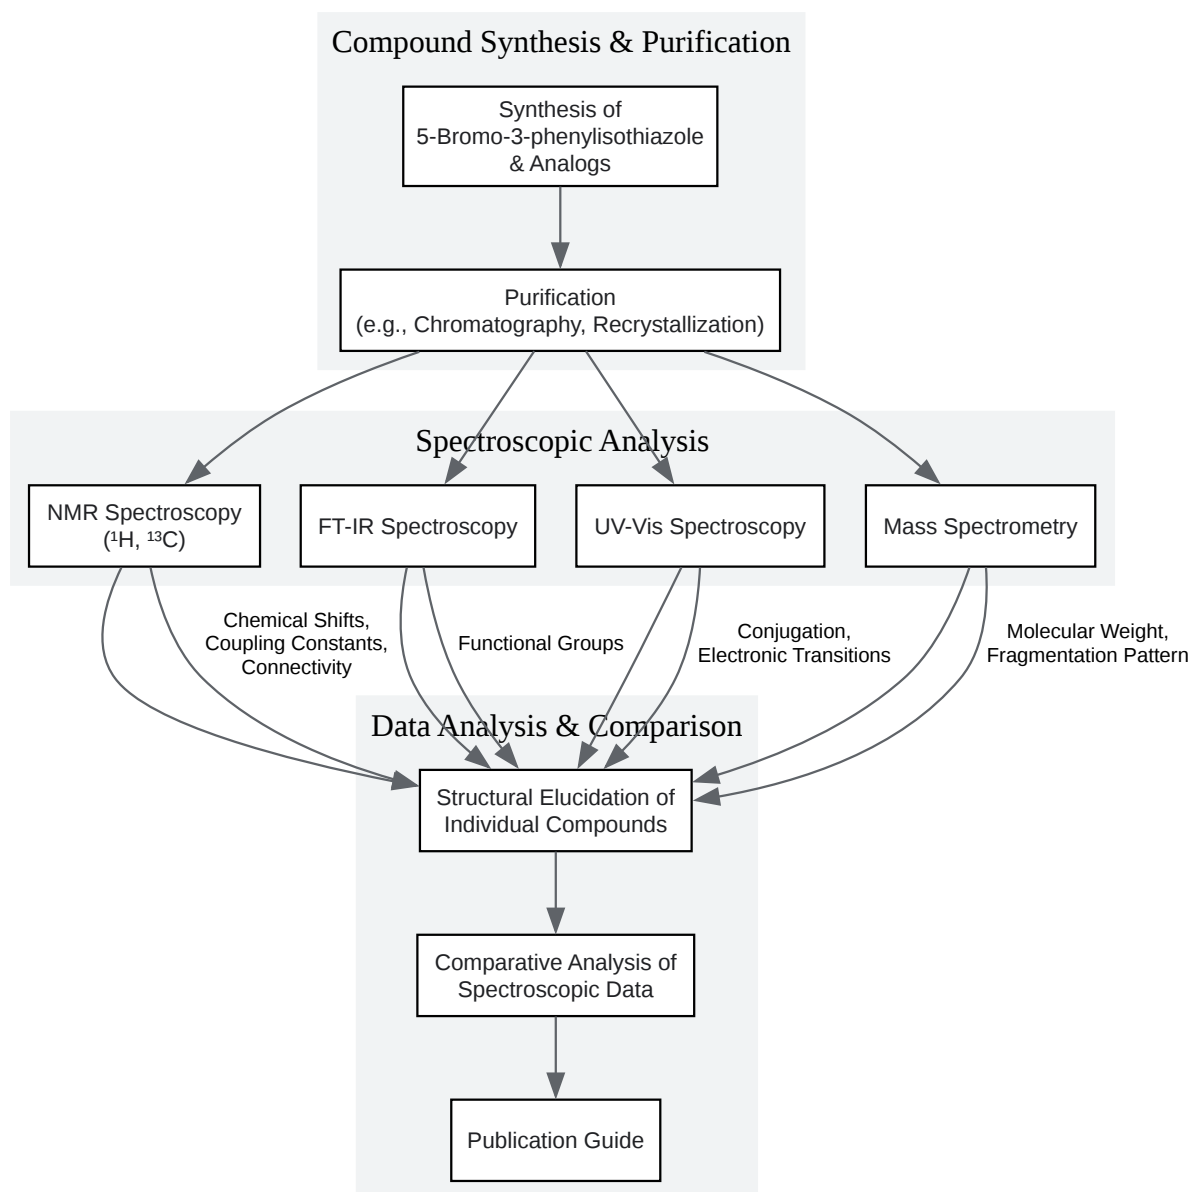 Compound Synthesis & Purification
Synthesis of
5-Bromo-3-phenylisothiazole
& Analogs
Purification
(e.g., Chromatography, Recrystallization)
Spectroscopic Analysis
NMR Spectroscopy
(¹H, ¹³C)
FT-IR Spectroscopy
UV-Vis Spectroscopy
Mass Spectrometry
Chemical Shifts,
Coupling Constants,
Connectivity
Functional Groups
Conjugation,
Electronic Transitions
Molecular Weight,
Fragmentation Pattern
Data Analysis & Comparison
Structural Elucidation of
Individual Compounds
Comparative Analysis of
Spectroscopic Data
Publication Guide